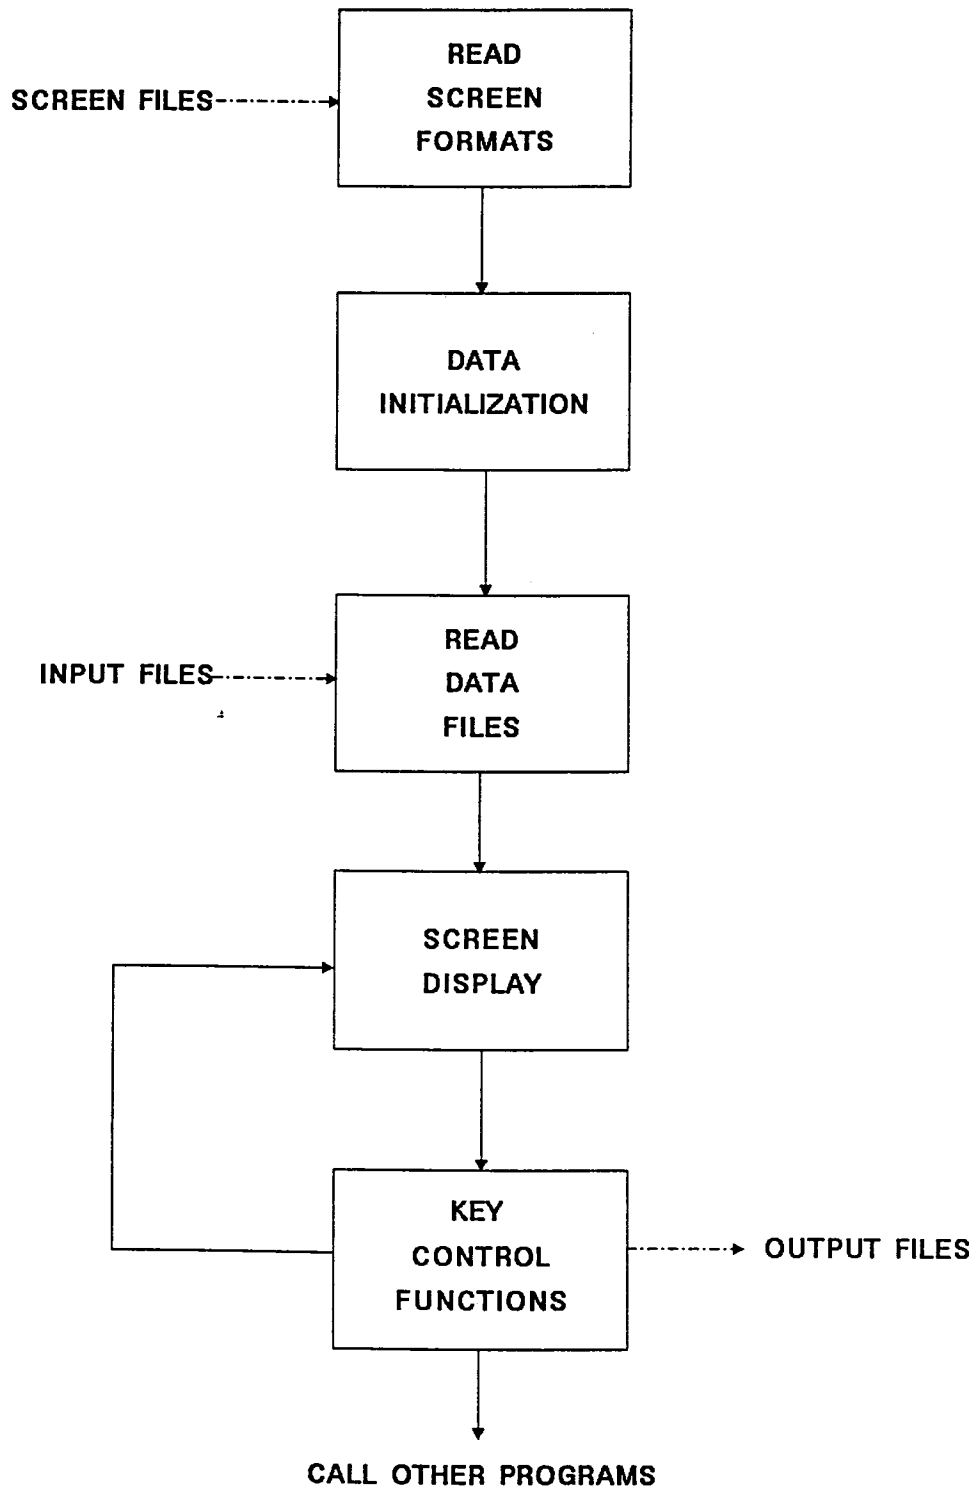 READ
SCREEN
FORMATS
SCREEN FILES
DATA
INITIALIZATION
READ
DATA
FILES
INPUT FILES
SCREEN
DISPLAY
KEY
CONTROL
FUNCTIONS
OUTPUT FILES
CALL OTHER PROGRAMS